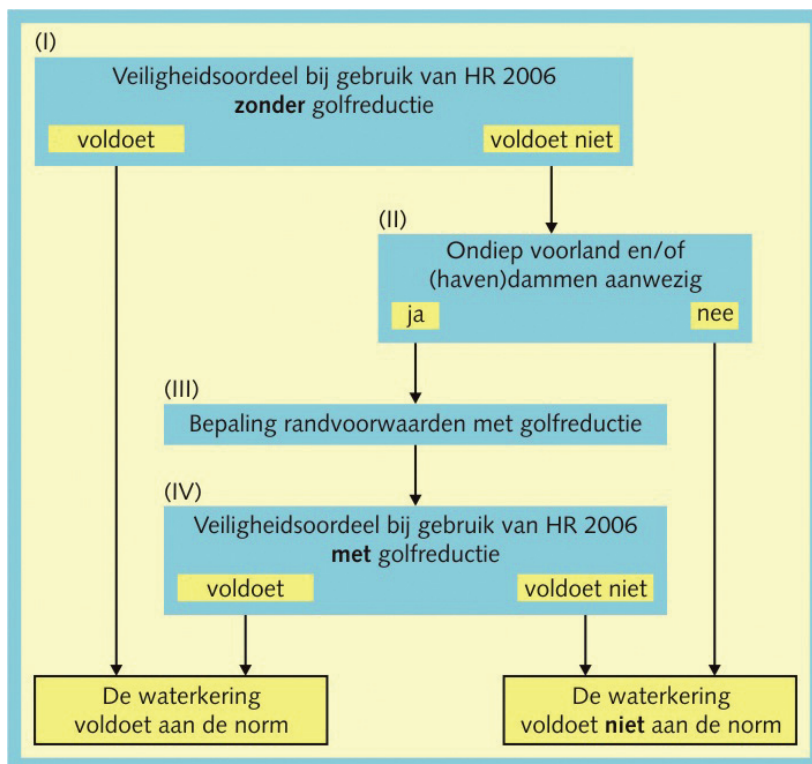 (I)
Veiligheidsoordeel bij gebruik van HR 2006
zonder golfreductie
voldoet
voldoet niet
(II)
Ondiep voorland en/of
(haven)dammen aanwezig
ja
nee
(III)
Bepaling randvoorwaarden met golfreductie
(IV)
Veiligheidsoordeel bij gebruik van HR 2006
met golfreductie
voldoet
voldoet niet
De waterkering
voldoet aan de norm
De waterkering
voldoet niet aan de norm